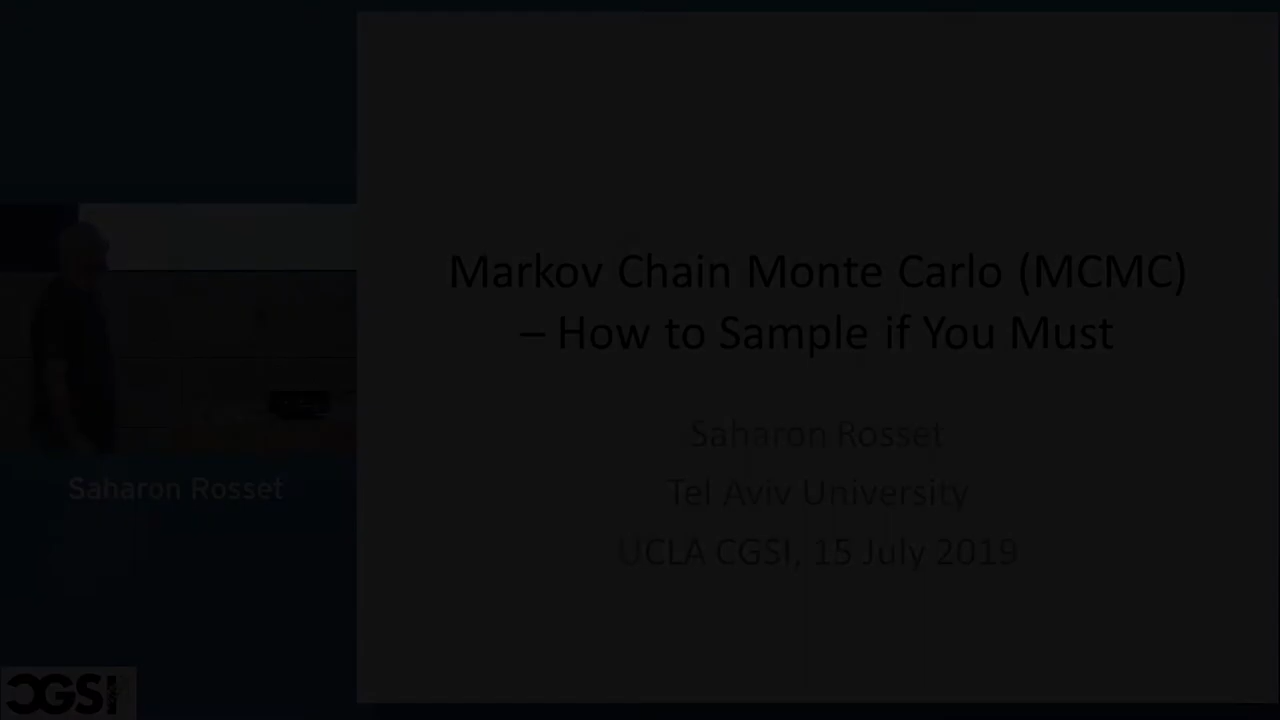 Markov Chain Monte Carlo (MCMC)
– How to Sample if You Must
Saharon Rosset
Tel Aviv University
UCLA CGSI, 15 July 2019
Saharon Rosset
CGSI